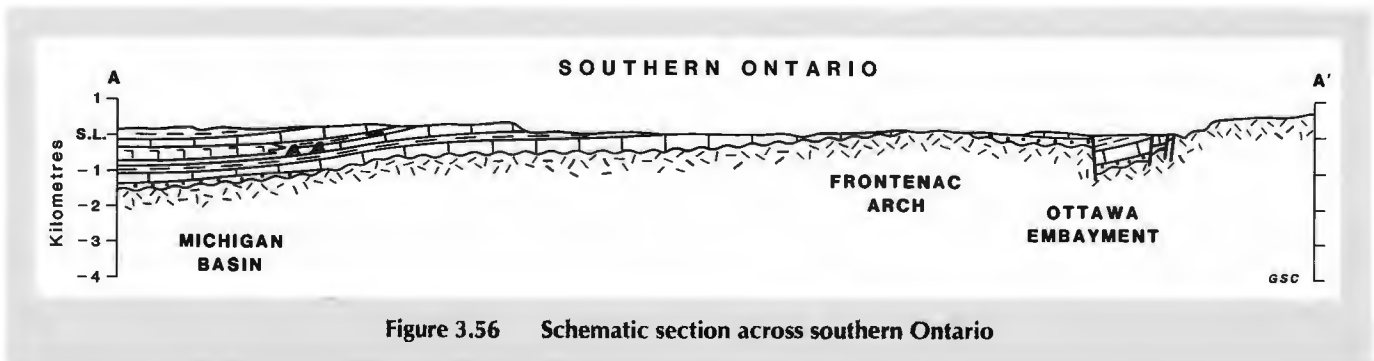 SOUTHERN ONTARIO
A
A'
1
S.L.
-1
-2
-3
-4
Kilometres
MICHIGAN
BASIN
FRONTENAC
ARCH
OTTAWA
EMBAYMENT
GSC
Figure 3.56 Schematic section across southern Ontario